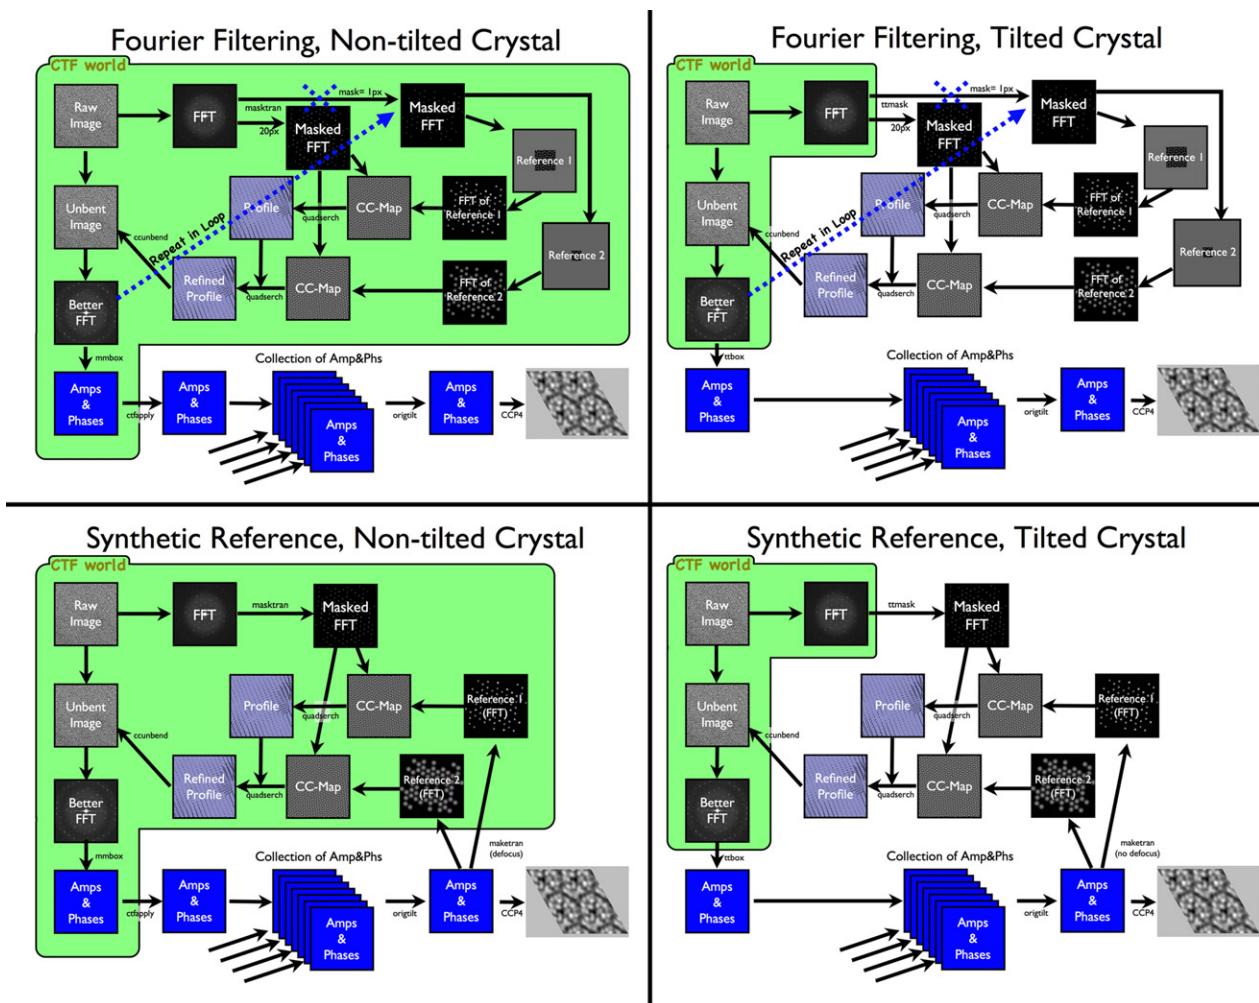 Fourier Filtering, Non-tilted Crystal
CTF world
Raw
Image
FFT
masktran
20px
mask= 1px
Masked
FFT
Masked
FFT
Reference 1
Unbent
Image
Profile
quadserch
CC-Map
FFT of
Reference 1
ccunbend
Repeat in Loop
Reference 2
Better
FFT
Refined
Profile
quadserch
CC-Map
FFT of
Reference 2
mmbox
Collection of Amp&Phs
Amps
&
Phases
ctfapply
Amps
&
Phases
Amps
&
Phases
origtilt
Amps
&
Phases
CCP4
Fourier Filtering, Tilted Crystal
CTF world
Raw
Image
FFT
ttmask
20px
mask= 1px
Masked
FFT
Masked
FFT
Reference 1
Unbent
Image
Profile
quadserch
CC-Map
FFT of
Reference 1
ccunbend
Repeat in Loop
Reference 2
Better
FFT
Refined
Profile
quadserch
CC-Map
FFT of
Reference 2
ttbox
Collection of Amp&Phs
Amps
&
Phases
Amps
&
Phases
origtilt
Amps
&
Phases
CCP4
Synthetic Reference, Non-tilted Crystal
CTF world
Raw
Image
FFT
masktran
Masked
FFT
Unbent
Image
Profile
quadserch
CC-Map
Reference 1
(FFT)
ccunbend
Better
FFT
Refined
Profile
quadserch
CC-Map
Reference 2
(FFT)
maketran
(defocus)
mmbox
Collection of Amp&Phs
Amps
&
Phases
ctfapply
Amps
&
Phases
Amps
&
Phases
origtilt
Amps
&
Phases
CCP4
Synthetic Reference, Tilted Crystal
CTF world
Raw
Image
FFT
ttmask
Masked
FFT
Unbent
Image
Profile
quadserch
CC-Map
Reference 1
(FFT)
ccunbend
Better
FFT
Refined
Profile
quadserch
CC-Map
Reference 2
(FFT)
maketran
(no defocus)
ttbox
Collection of Amp&Phs
Amps
&
Phases
Amps
&
Phases
origtilt
Amps
&
Phases
CCP4